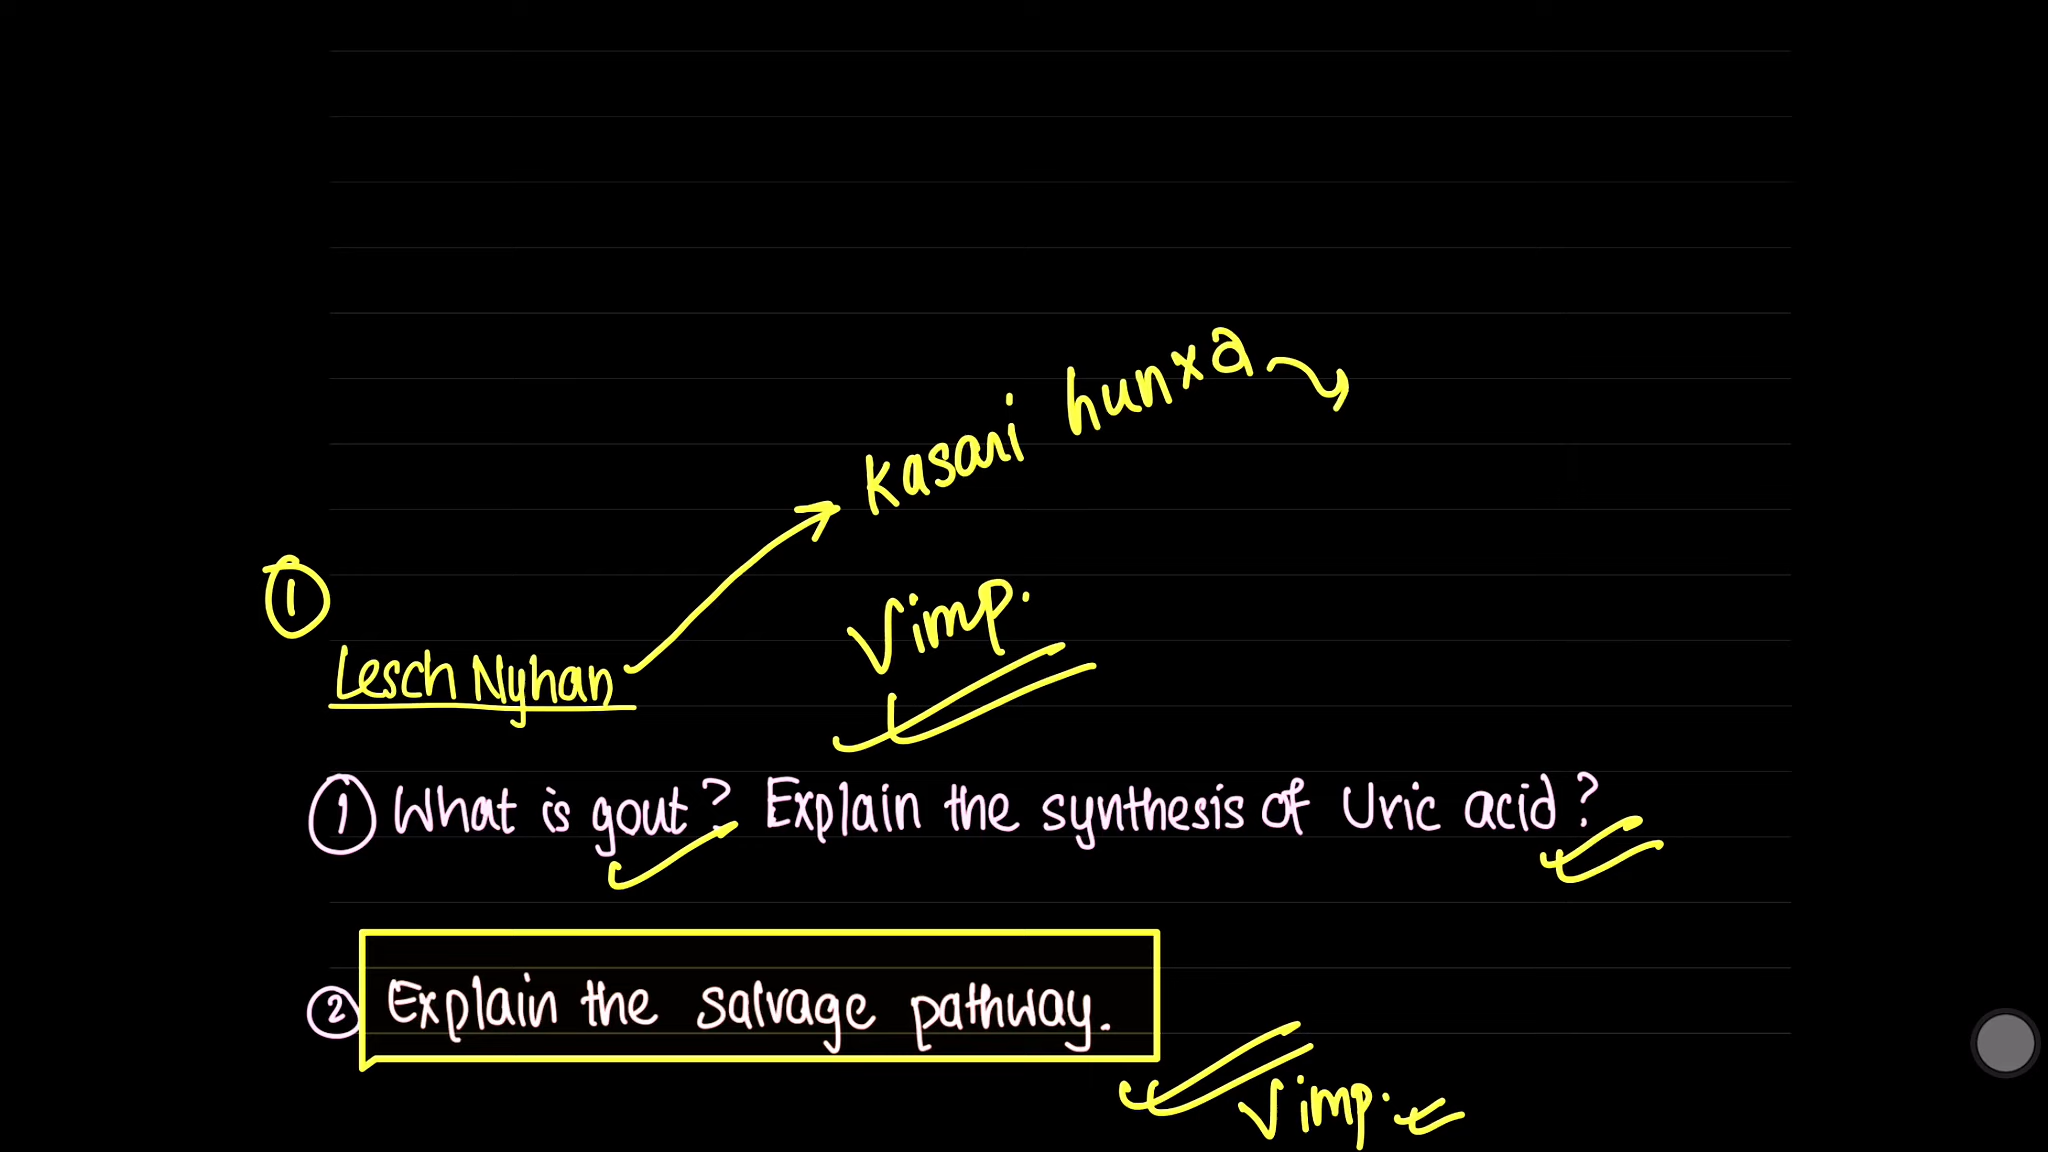 kasari hunxa
V imp.
①
Lesch Nyhan
① What is gout? Explain the synthesis of Uric acid?
② Explain the salvage pathway.
V imp.